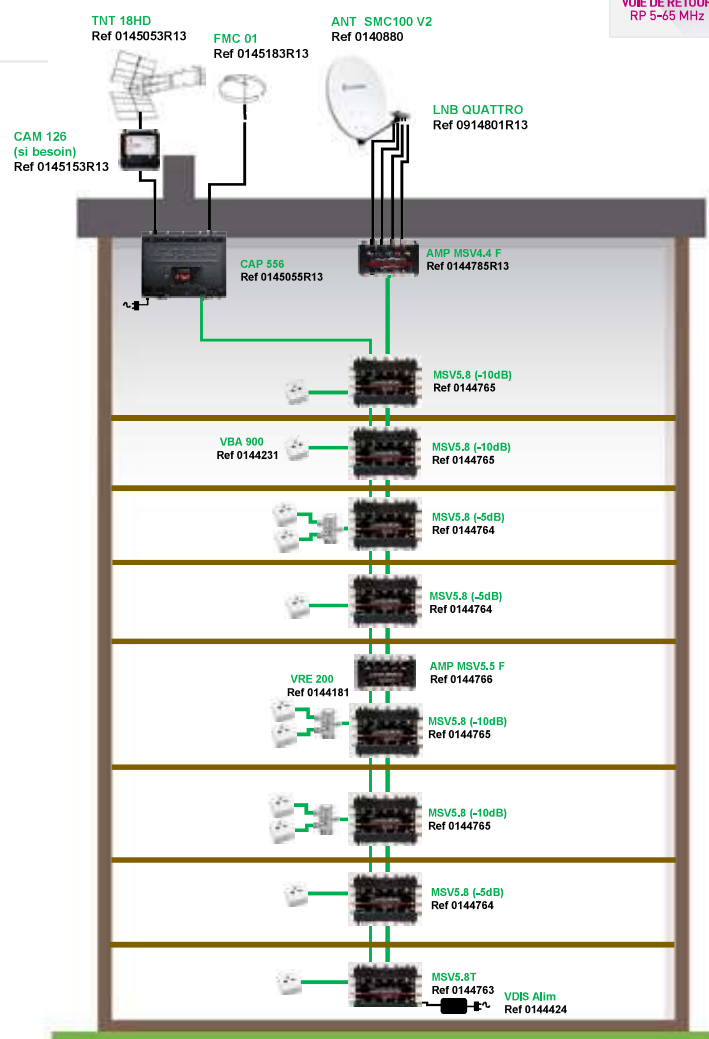 VOIE DE RETOUR
RP 5-65 MHz
TNT 18HD
Ref 0145053R13
FMC 01
Ref 0145183R13
ANT SMC100 V2
Ref 0140880
LNB QUATTRO
Ref 0914801R13
CAM 126
(si besoin)
Ref 0145153R13
CAP 556
Ref 0145055R13
AMP MSV4.4 F
Ref 0144785R13
MSV5.8 (-10dB)
Ref 0144765
VBA 900
Ref 0144231
MSV5.8 (-10dB)
Ref 0144765
MSV5.8 (-5dB)
Ref 0144764
MSV5.8 (-5dB)
Ref 0144764
AMP MSV5.5 F
Ref 0144766
VRE 200
Ref 0144181
MSV5.8 (-10dB)
Ref 0144765
MSV5.8 (-10dB)
Ref 0144765
MSV5.8 (-5dB)
Ref 0144764
MSV5.8T
Ref 0144763
VDIS Alim
Ref 0144424